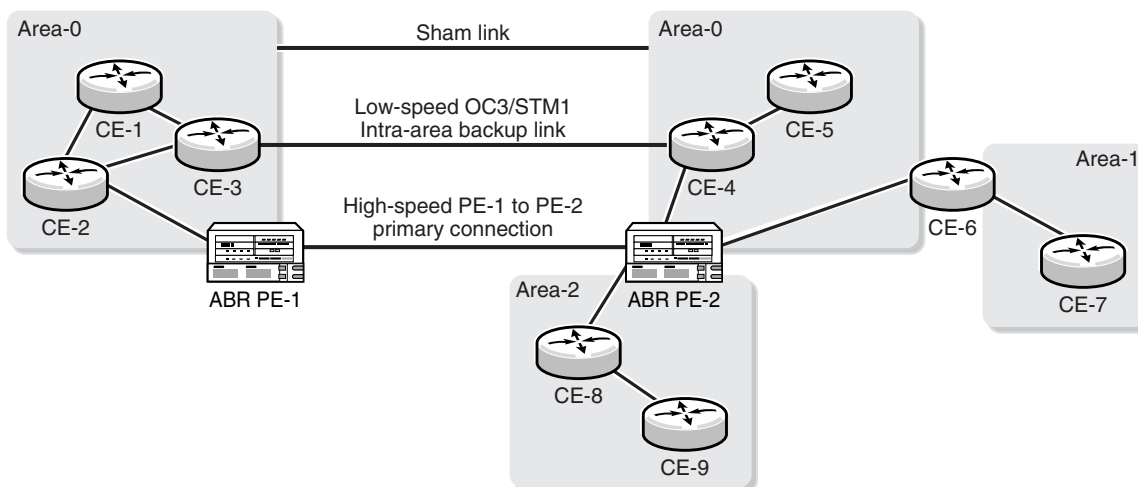 Area-0
Sham link
Area-0
CE-1
CE-5
Low-speed OC3/STM1
Intra-area backup link
CE-3
CE-4
Area-1
CE-2
High-speed PE-1 to PE-2
primary connection
CE-6
ABR PE-1
Area-2
ABR PE-2
CE-7
CE-8
CE-9